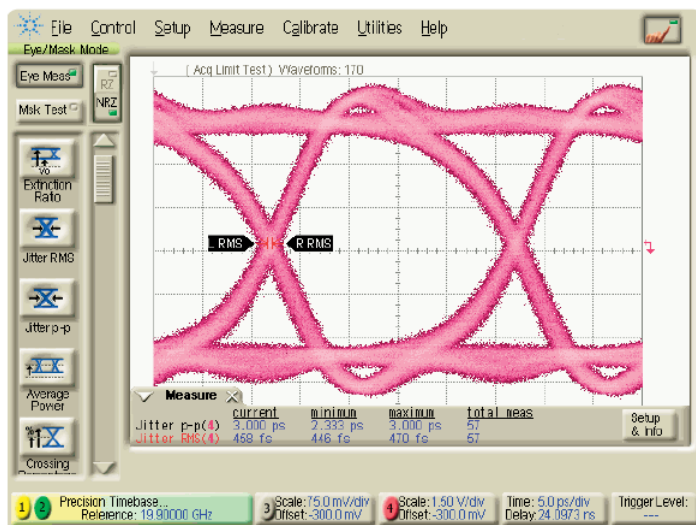 File Control Setup Measure Calibrate Utilities Help
Eye/Mask Mode
Eye Meas
RZ
Msk Test
NRZ
( Acq Limit Test ) Waveforms: 170
Extinction
Ratio
Jitter RMS
Jitter p-p
Average
Power
Crossing
L RMS
R RMS
Measure
current minimum maximum total meas
Jitter p-p(4) 3.000 ps 2.333 ps 3.000 ps 57
Jitter RMS(4) 458 fs 446 fs 470 fs 57
Setup
& Info
1 2 Precision Timebase...
Reference: 19.90000 GHz
3 Scale: 75.0 mV/div
Offset: -300.0 mV
4 Scale: 1.50 V/div
Offset: -300.0 mV
Time: 5.0 ps/div
Delay: 24.0973 ns
Trigger Level:
---